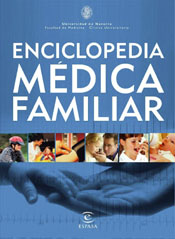 Universidad de Navarra
Facultad de Medicina - Clínica Universitaria
ENCICLOPEDIA
MÉDICA
FAMILIAR
ESPASA